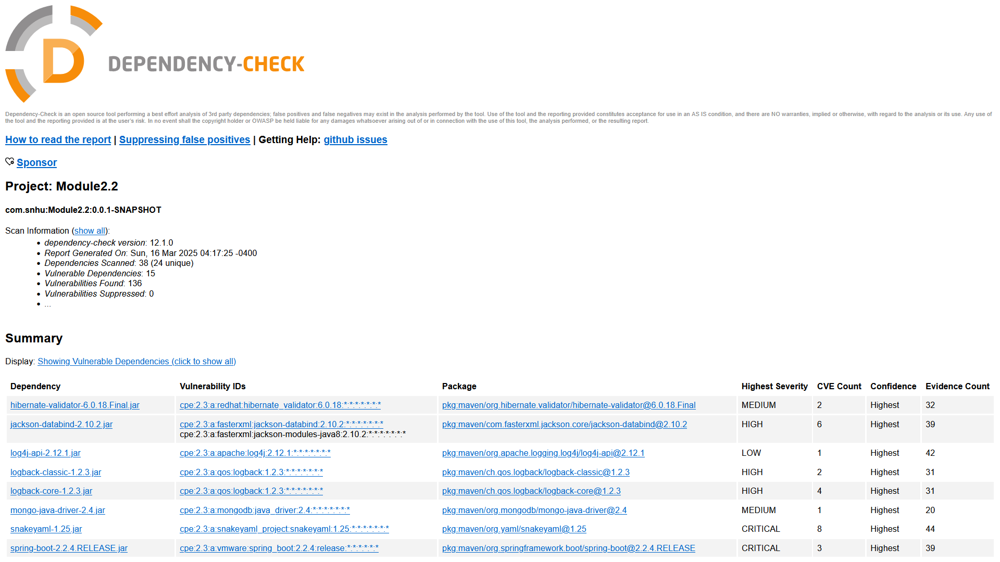 DEPENDENCY-CHECK
Dependency-Check is an open source tool performing a best effort analysis of 3rd party dependencies; false positives and false negatives may exist in the analysis performed by the tool. Use of the tool and the reporting provided constitutes acceptance for use in an AS IS condition, and there are NO warranties, implied or otherwise, with regard to the analysis or its use. Any use of
the tool and the reporting provided is at the user's risk. In no event shall the copyright holder or OWASP be held liable for any damages whatsoever arising out of or in connection with the use of this tool, the analysis performed, or the resulting report.
How to read the report | Suppressing false positives | Getting Help: github issues
Sponsor
Project: Module2.2
com.snhu:Module2.2:0.0.1-SNAPSHOT
Scan Information (show all):
• dependency-check version: 12.1.0
• Report Generated On: Sun, 16 Mar 2025 04:17:25 -0400
• Dependencies Scanned: 38 (24 unique)
• Vulnerable Dependencies: 15
• Vulnerabilities Found: 136
• Vulnerabilities Suppressed: 0
• ...
Summary
Display: Showing Vulnerable Dependencies (click to show all)
Dependency Vulnerability IDs Package Highest Severity CVE Count Confidence Evidence Count
hibernate-validator-6.0.18.Final.jar cpe:2.3:a:redhat:hibernate_validator:6.0.18:*:*:*:*:*:*:* pkg:maven/org.hibernate.validator/hibernate-validator@6.0.18.Final MEDIUM 2 Highest 32
jackson-databind-2.10.2.jar cpe:2.3:a:fasterxml:jackson-databind:2.10.2:*:*:*:*:*:*:* pkg:maven/com.fasterxml.jackson.core/jackson-databind@2.10.2 HIGH 6 Highest 39
cpe:2.3:a:fasterxml:jackson-modules-java8:2.10.2:*:*:*:*:*:*:*
log4j-api-2.12.1.jar cpe:2.3:a:apache:log4j:2.12.1:*:*:*:*:*:*:* pkg:maven/org.apache.logging.log4j/log4j-api@2.12.1 LOW 1 Highest 42
logback-classic-1.2.3.jar cpe:2.3:a:qos:logback:1.2.3:*:*:*:*:*:*:* pkg:maven/ch.qos.logback/logback-classic@1.2.3 HIGH 2 Highest 31
logback-core-1.2.3.jar cpe:2.3:a:qos:logback:1.2.3:*:*:*:*:*:*:* pkg:maven/ch.qos.logback/logback-core@1.2.3 HIGH 4 Highest 31
mongo-java-driver-2.4.jar cpe:2.3:a:mongodb:java_driver:2.4:*:*:*:*:*:*:* pkg:maven/org.mongodb/mongo-java-driver@2.4 MEDIUM 1 Highest 20
snakeyaml-1.25.jar cpe:2.3:a:snakeyaml_project:snakeyaml:1.25:*:*:*:*:*:*:* pkg:maven/org.yaml/snakeyaml@1.25 CRITICAL 8 Highest 44
spring-boot-2.2.4.RELEASE.jar cpe:2.3:a:vmware:spring_boot:2.2.4:release:*:*:*:*:*:* pkg:maven/org.springframework.boot/spring-boot@2.2.4.RELEASE CRITICAL 3 Highest 39